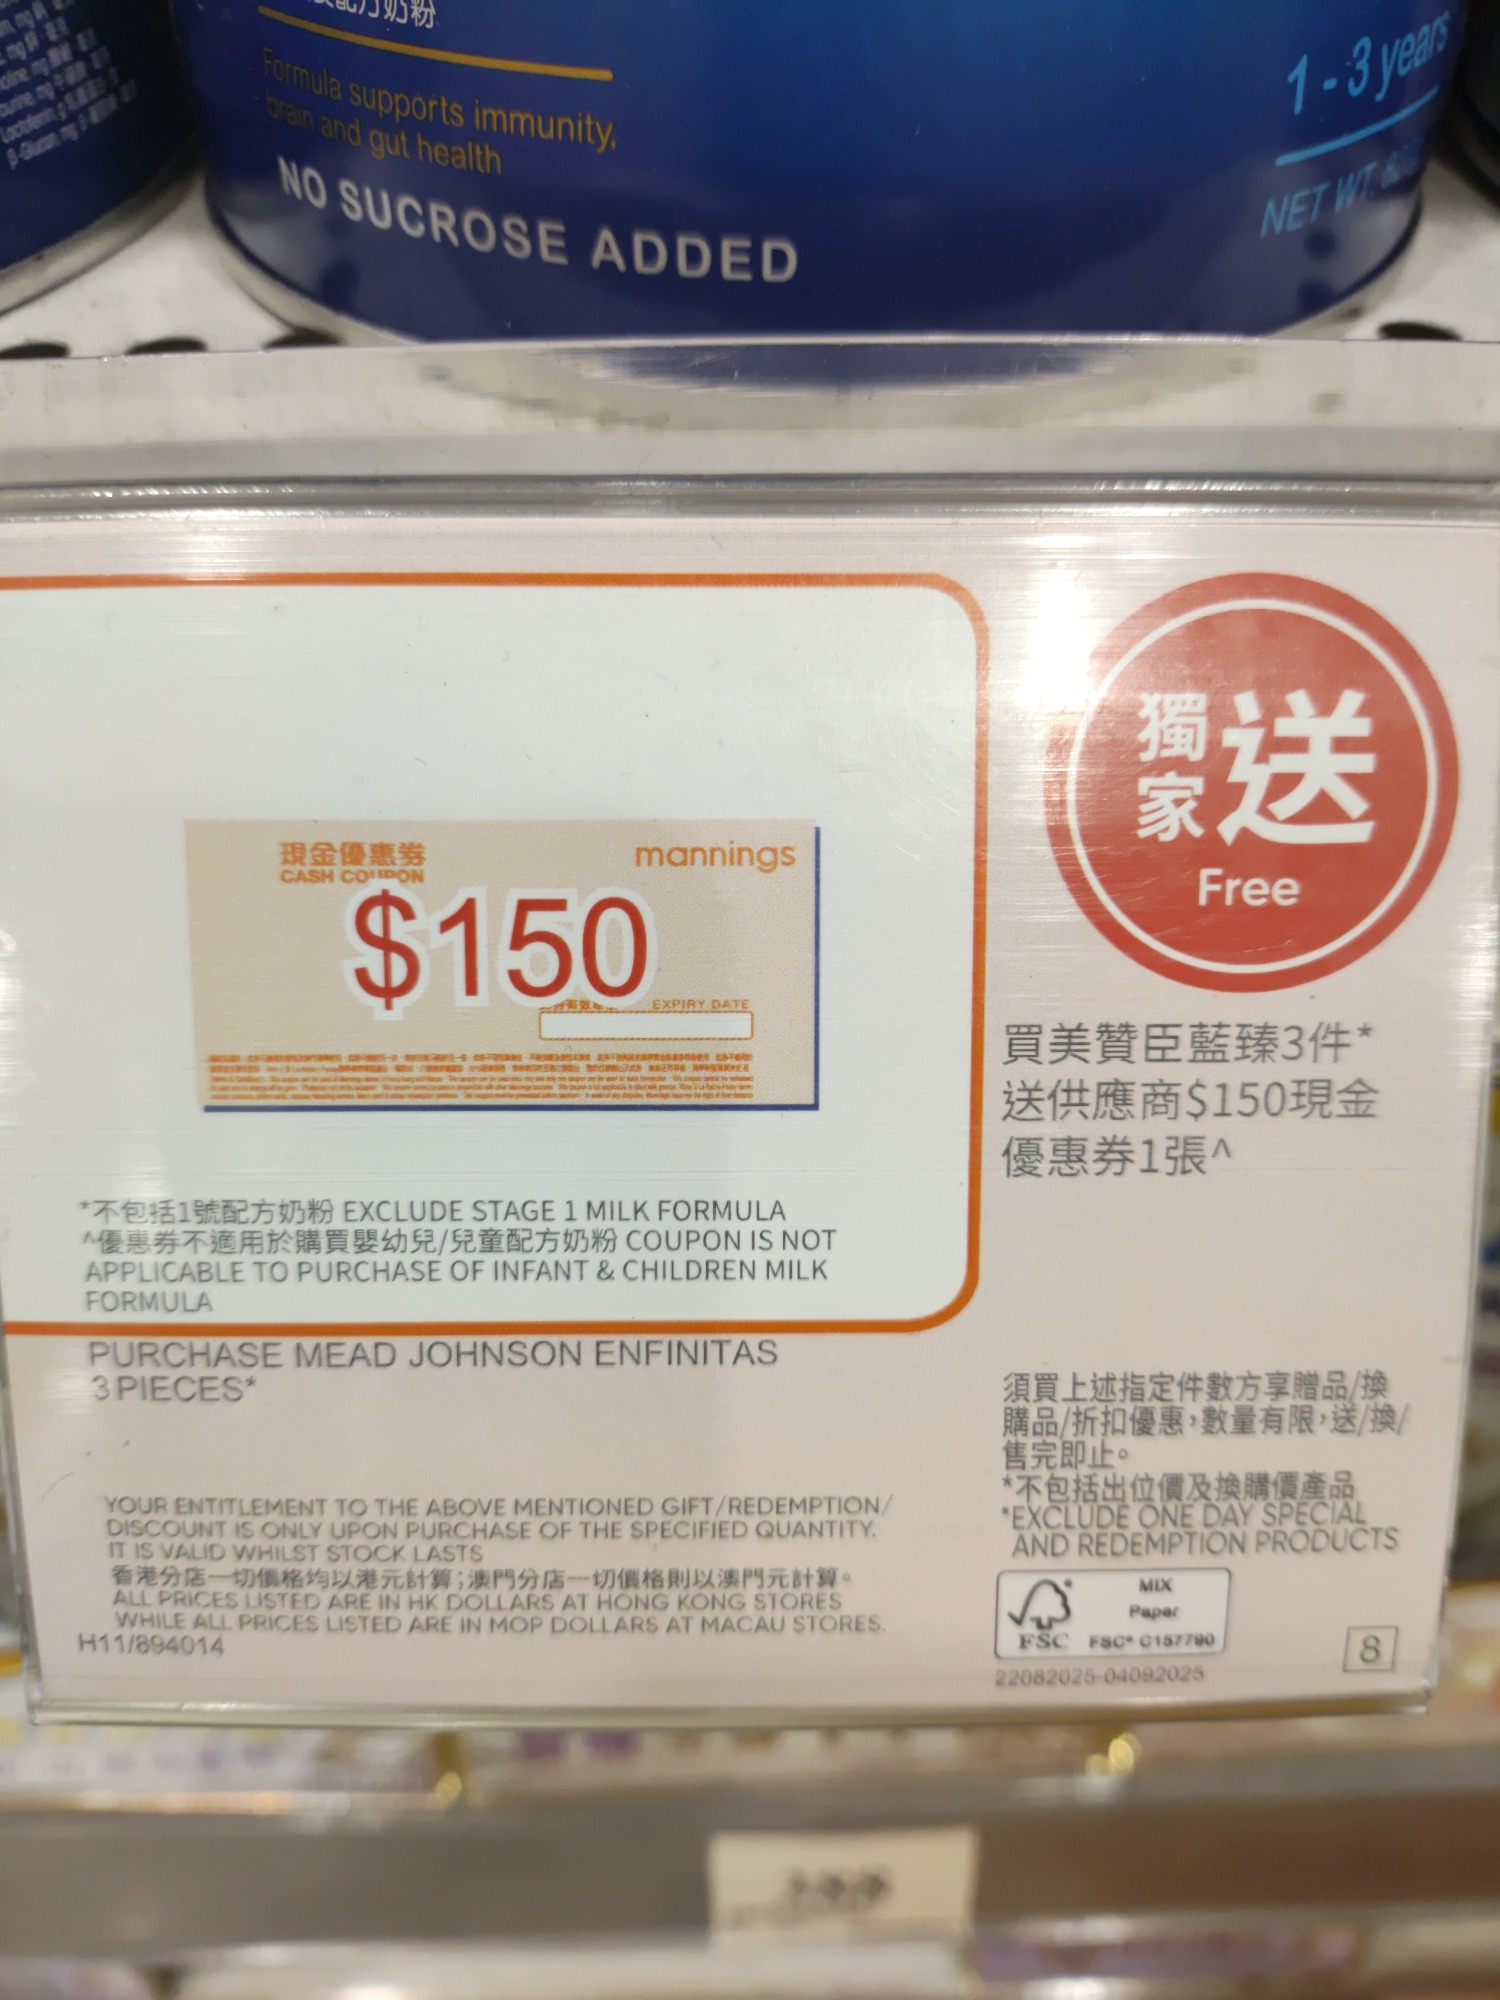 配方奶粉
Formula supports immunity,
brain and gut health
NO SUCROSE ADDED
1 - 3 years
NET WT.
現金優惠券
CASH COUPON
mannings
$150
EXPIRY DATE
*不包括1號配方奶粉 EXCLUDE STAGE 1 MILK FORMULA
^優惠券不適用於購買嬰幼兒/兒童配方奶粉 COUPON IS NOT
APPLICABLE TO PURCHASE OF INFANT & CHILDREN MILK
FORMULA
PURCHASE MEAD JOHNSON ENFINITAS
3 PIECES*
YOUR ENTITLEMENT TO THE ABOVE MENTIONED GIFT/REDEMPTION/
DISCOUNT IS ONLY UPON PURCHASE OF THE SPECIFIED QUANTITY.
IT IS VALID WHILST STOCK LASTS
香港分店一切價格均以港元計算;澳門分店一切價格則以澳門元計算。
ALL PRICES LISTED ARE IN HK DOLLARS AT HONG KONG STORES
WHILE ALL PRICES LISTED ARE IN MOP DOLLARS AT MACAU STORES.
H11/894014
獨家送
Free
買美贊臣藍臻3件*
送供應商$150現金
優惠券1張^
須買上述指定件數方享贈品/換
購品/折扣優惠,數量有限,送/換/
售完即止。
*不包括出位價及換購價產品
*EXCLUDE ONE DAY SPECIAL
AND REDEMPTION PRODUCTS
FSC
MIX
Paper
FSC® C157790
22082025-04092025
8